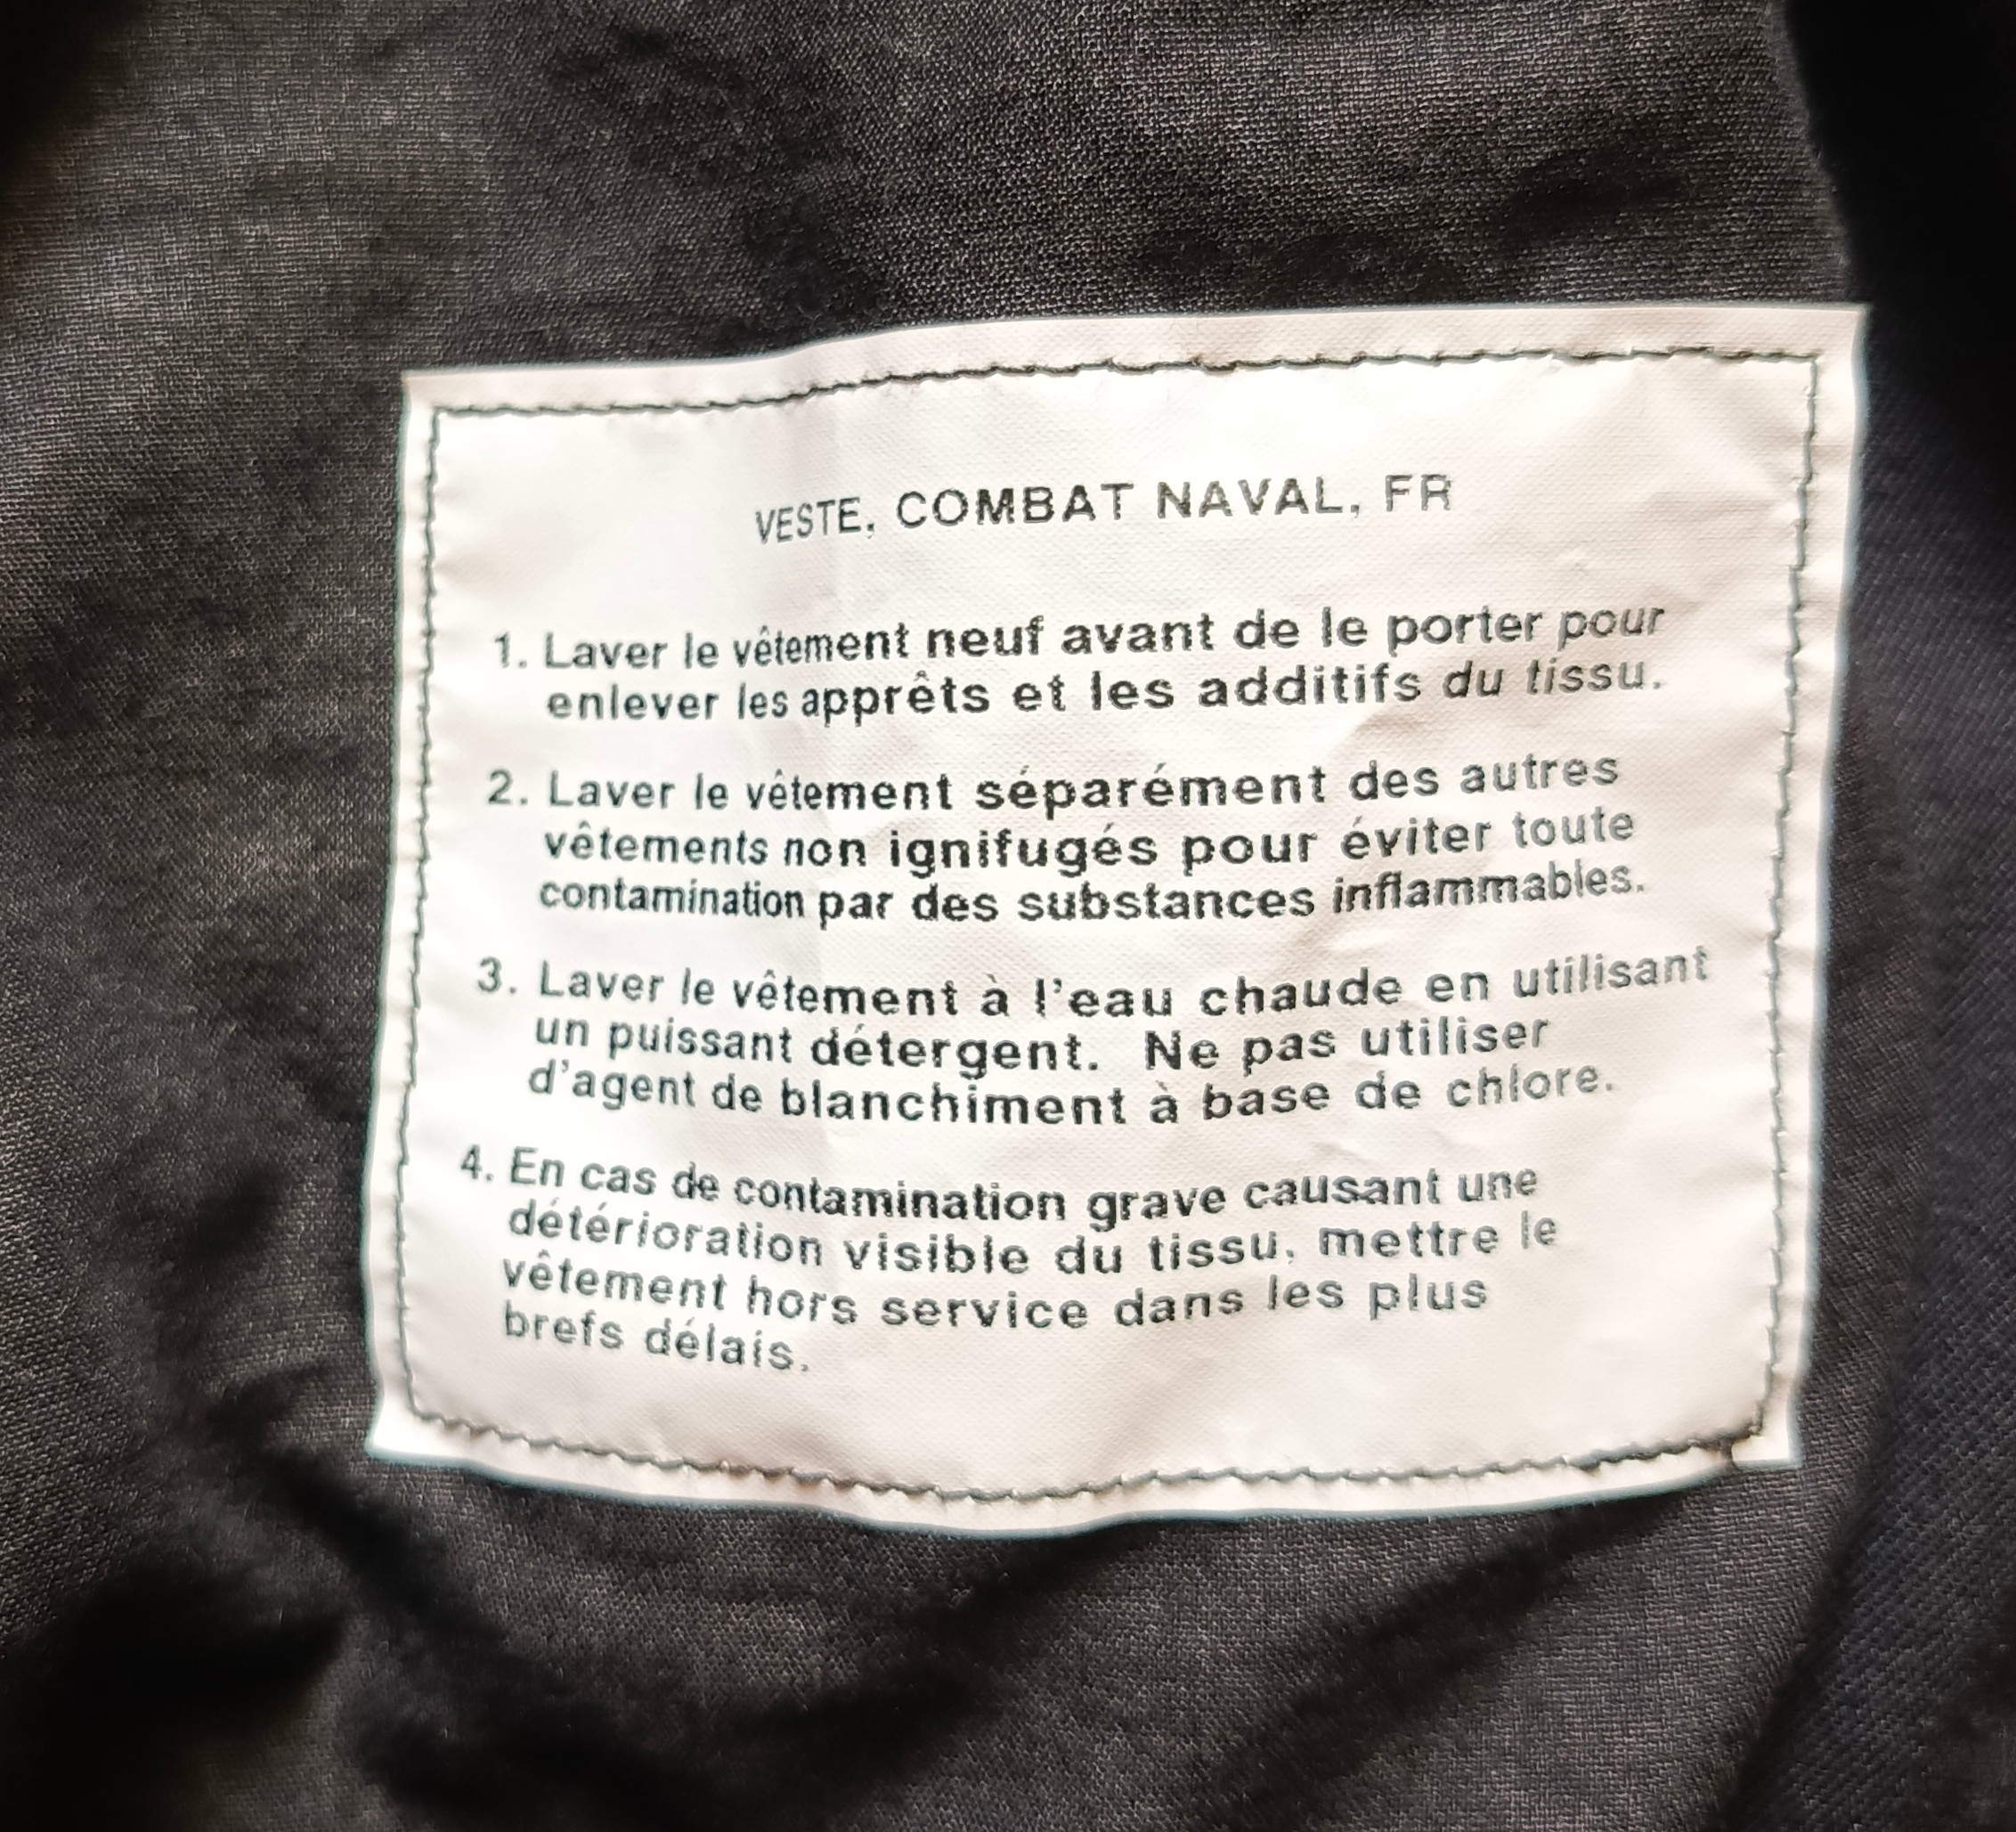 VESTE, COMBAT NAVAL, FR
1. Laver le vêtement neuf avant de le porter pour
enlever les apprêts et les additifs du tissu.
2. Laver le vêtement séparément des autres
vêtements non ignifugés pour éviter toute
contamination par des substances inflammables.
3. Laver le vêtement à l'eau chaude en utilisant
un puissant détergent. Ne pas utiliser
d'agent de blanchiment à base de chlore.
4. En cas de contamination grave causant une
détérioration visible du tissu, mettre le
vêtement hors service dans les plus
brefs délais.